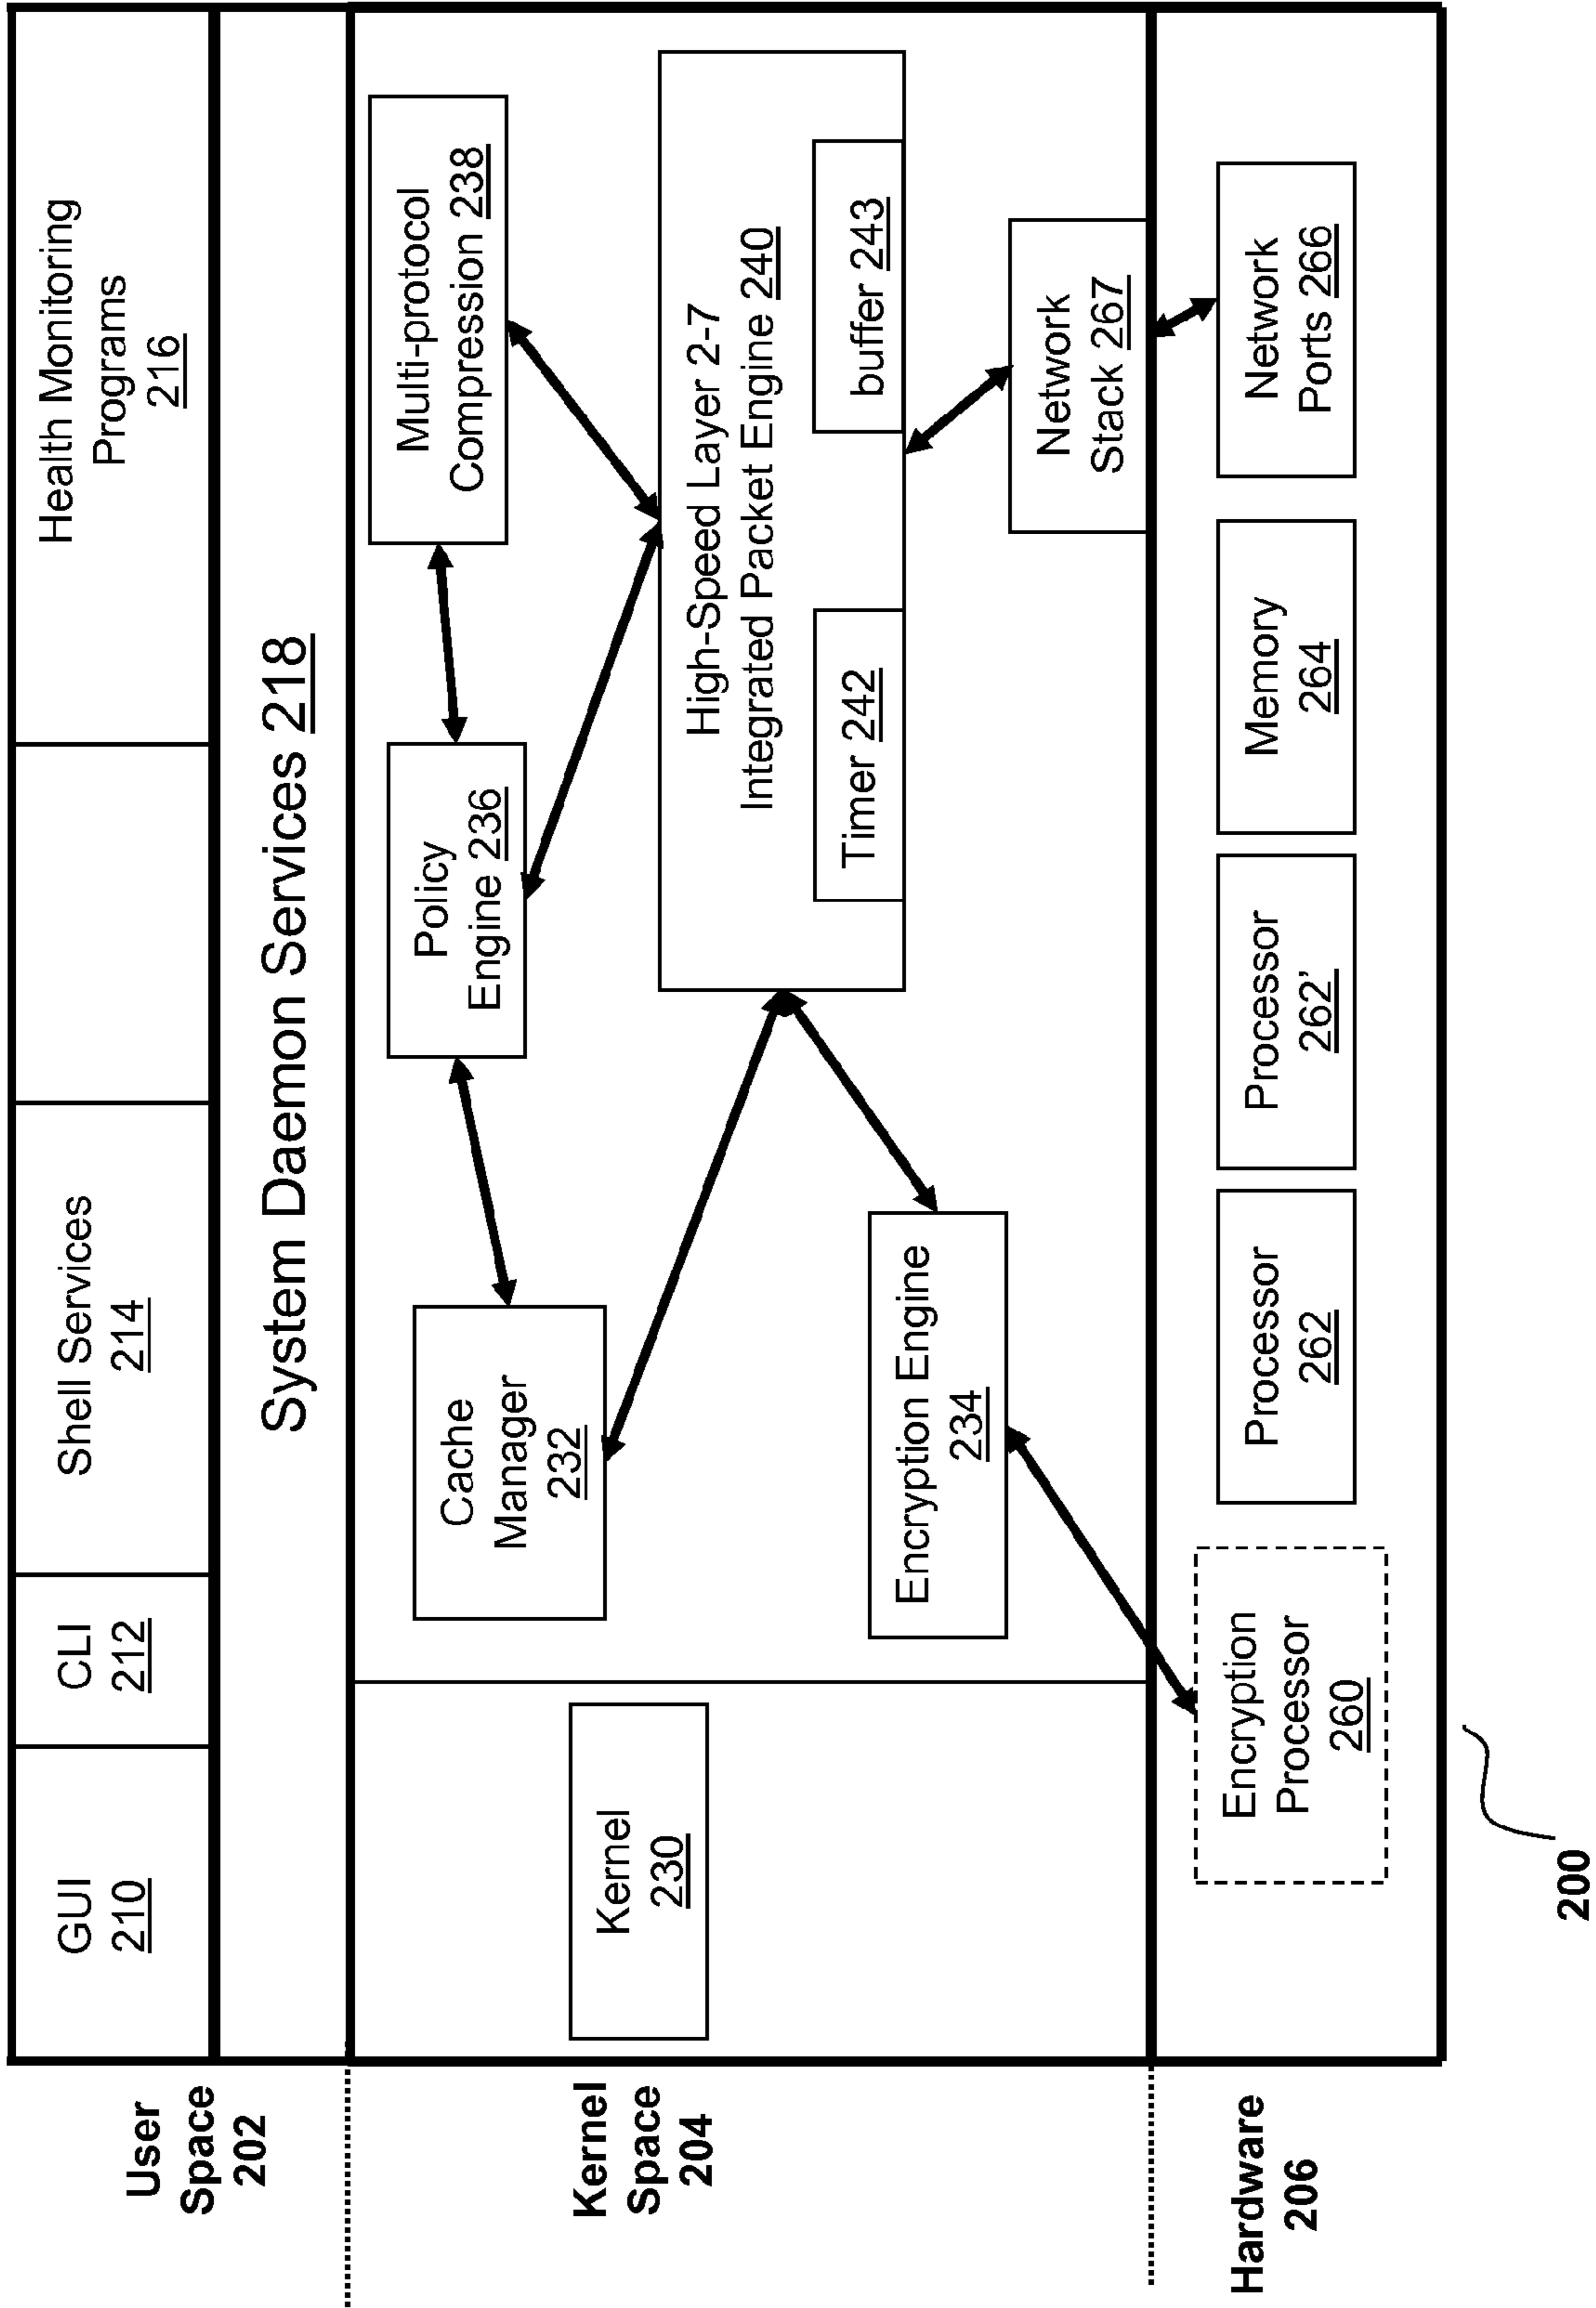 User
Space
202
GUI
210
CLI
212
Shell Services
214
Health Monitoring
Programs
216
System Daemon Services 218
Kernel
Space
204
Kernel
230
Cache
Manager
232
Policy
Engine 236
Multi-protocol
Compression 238
High-Speed Layer 2-7
Integrated Packet Engine 240
Timer 242
buffer 243
Encryption Engine
234
Network
Stack 267
Hardware
206
Encryption
Processor
260
Processor
262
Processor
262’
Memory
264
Network
Ports 266
200